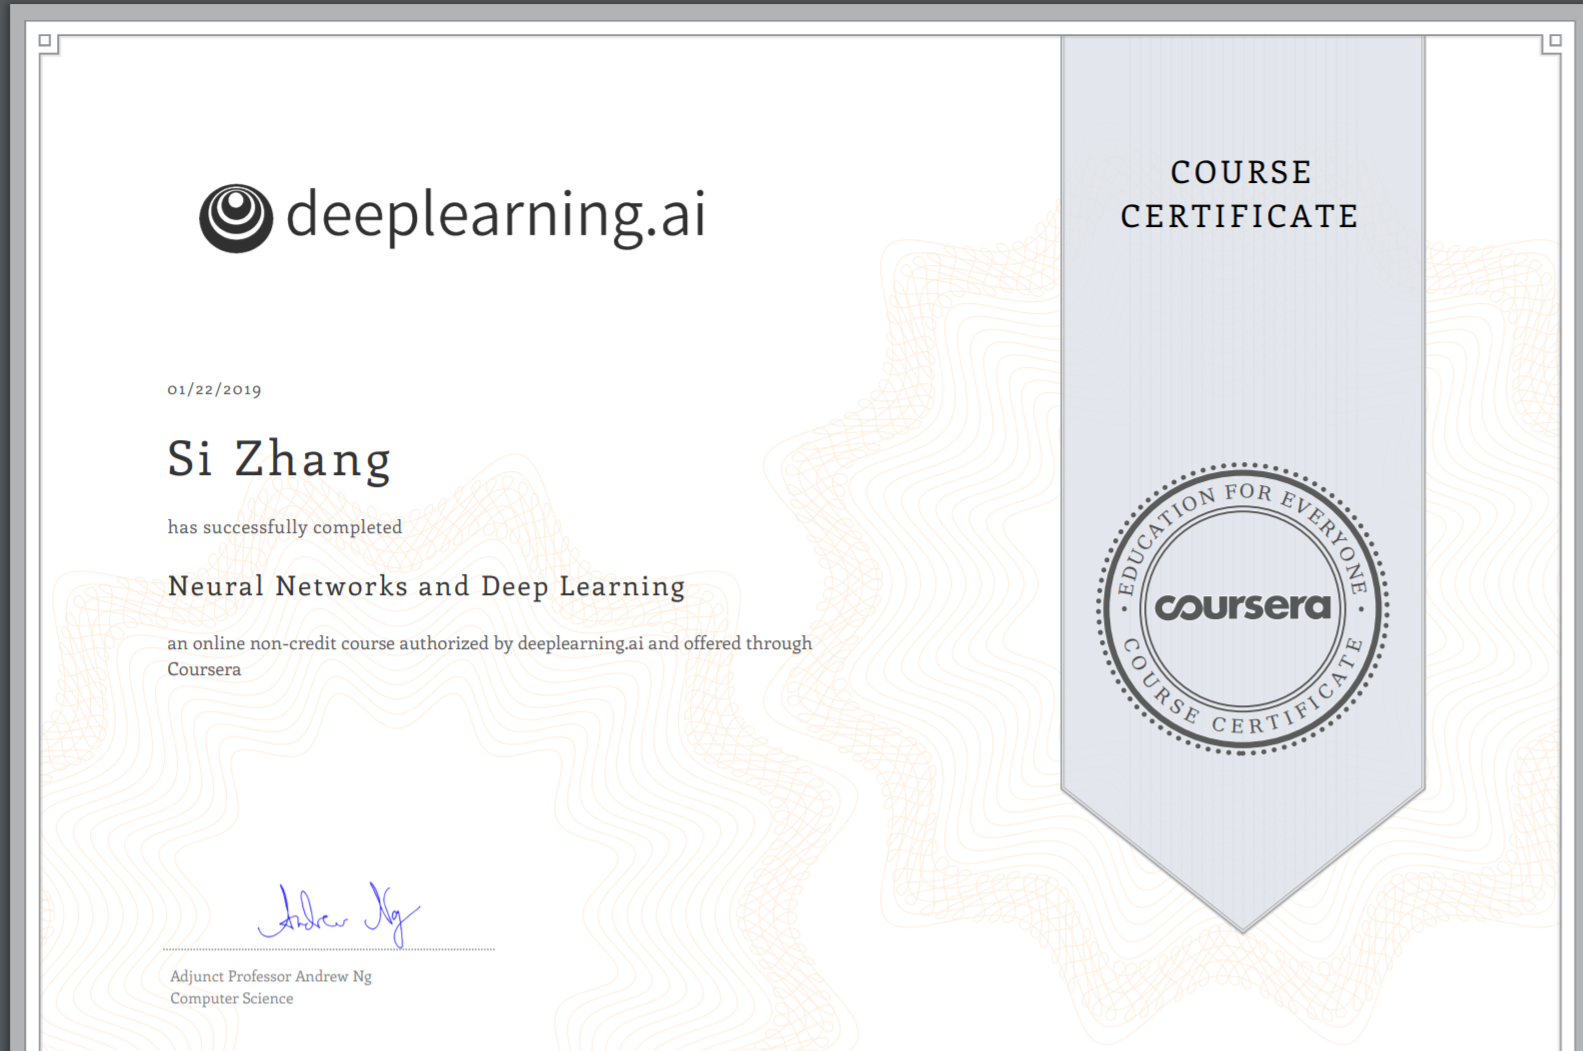 deeplearning.ai
COURSE
CERTIFICATE
01/22/2019
Si Zhang
has successfully completed
Neural Networks and Deep Learning
an online non-credit course authorized by deeplearning.ai and offered through
Coursera
EDUCATION FOR EVERYONE
coursera
COURSE CERTIFICATE
Andrew Ng
Adjunct Professor Andrew Ng
Computer Science